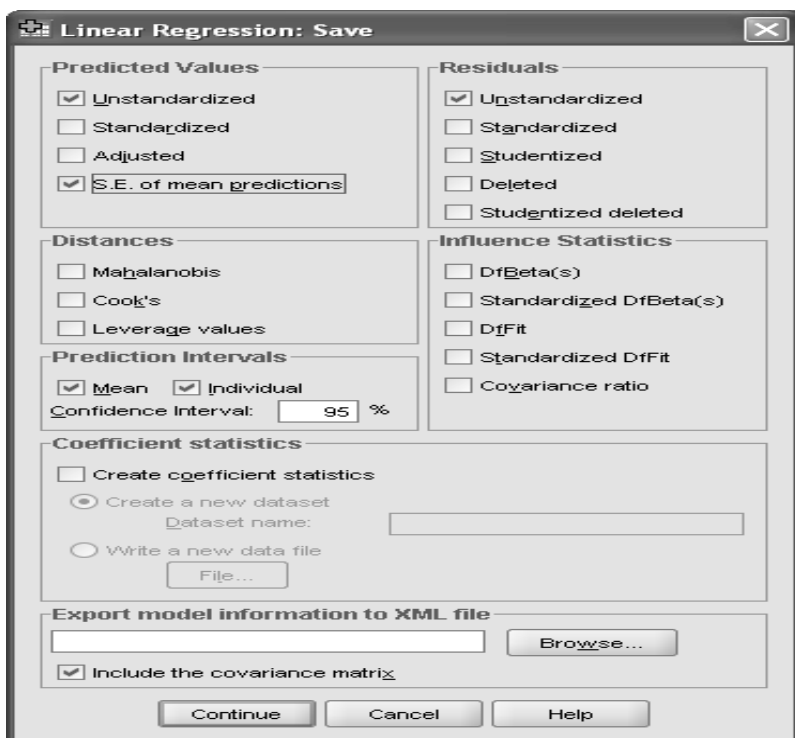 Linear Regression: Save
Predicted Values
Unstandardized
Standardized
Adjusted
S.E. of mean predictions
Residuals
Unstandardized
Standardized
Studentized
Deleted
Studentized deleted
Distances
Mahalanobis
Cook's
Leverage values
Influence Statistics
DfBeta(s)
Standardized DfBeta(s)
DfFit
Standardized DfFit
Covariance ratio
Prediction Intervals
Mean Individual
Confidence Interval: 95 %
Coefficient statistics
Create coefficient statistics
Create a new dataset
Dataset name:
Write a new data file
File...
Export model information to XML file
Browse...
Include the covariance matrix
Continue Cancel Help